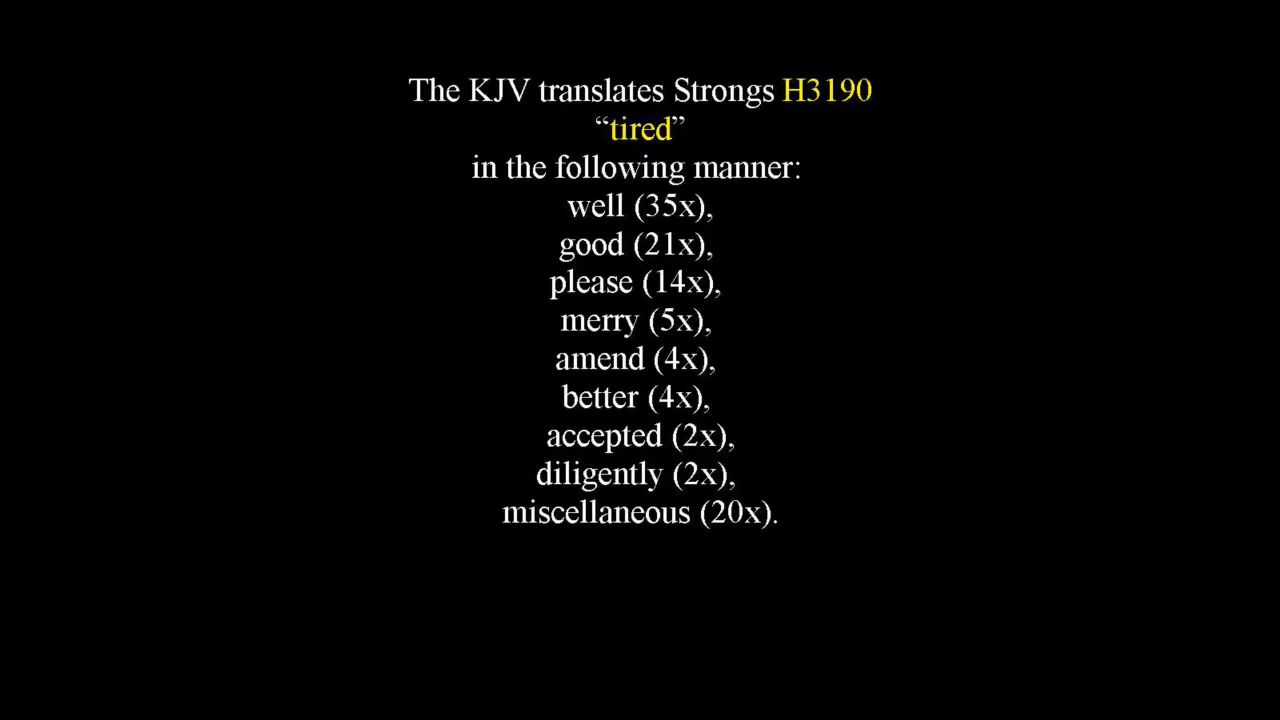 The KJV translates Strongs H3190
“tired”
in the following manner:
well (35x),
good (21x),
please (14x),
merry (5x),
amend (4x),
better (4x),
accepted (2x),
diligently (2x),
miscellaneous (20x).